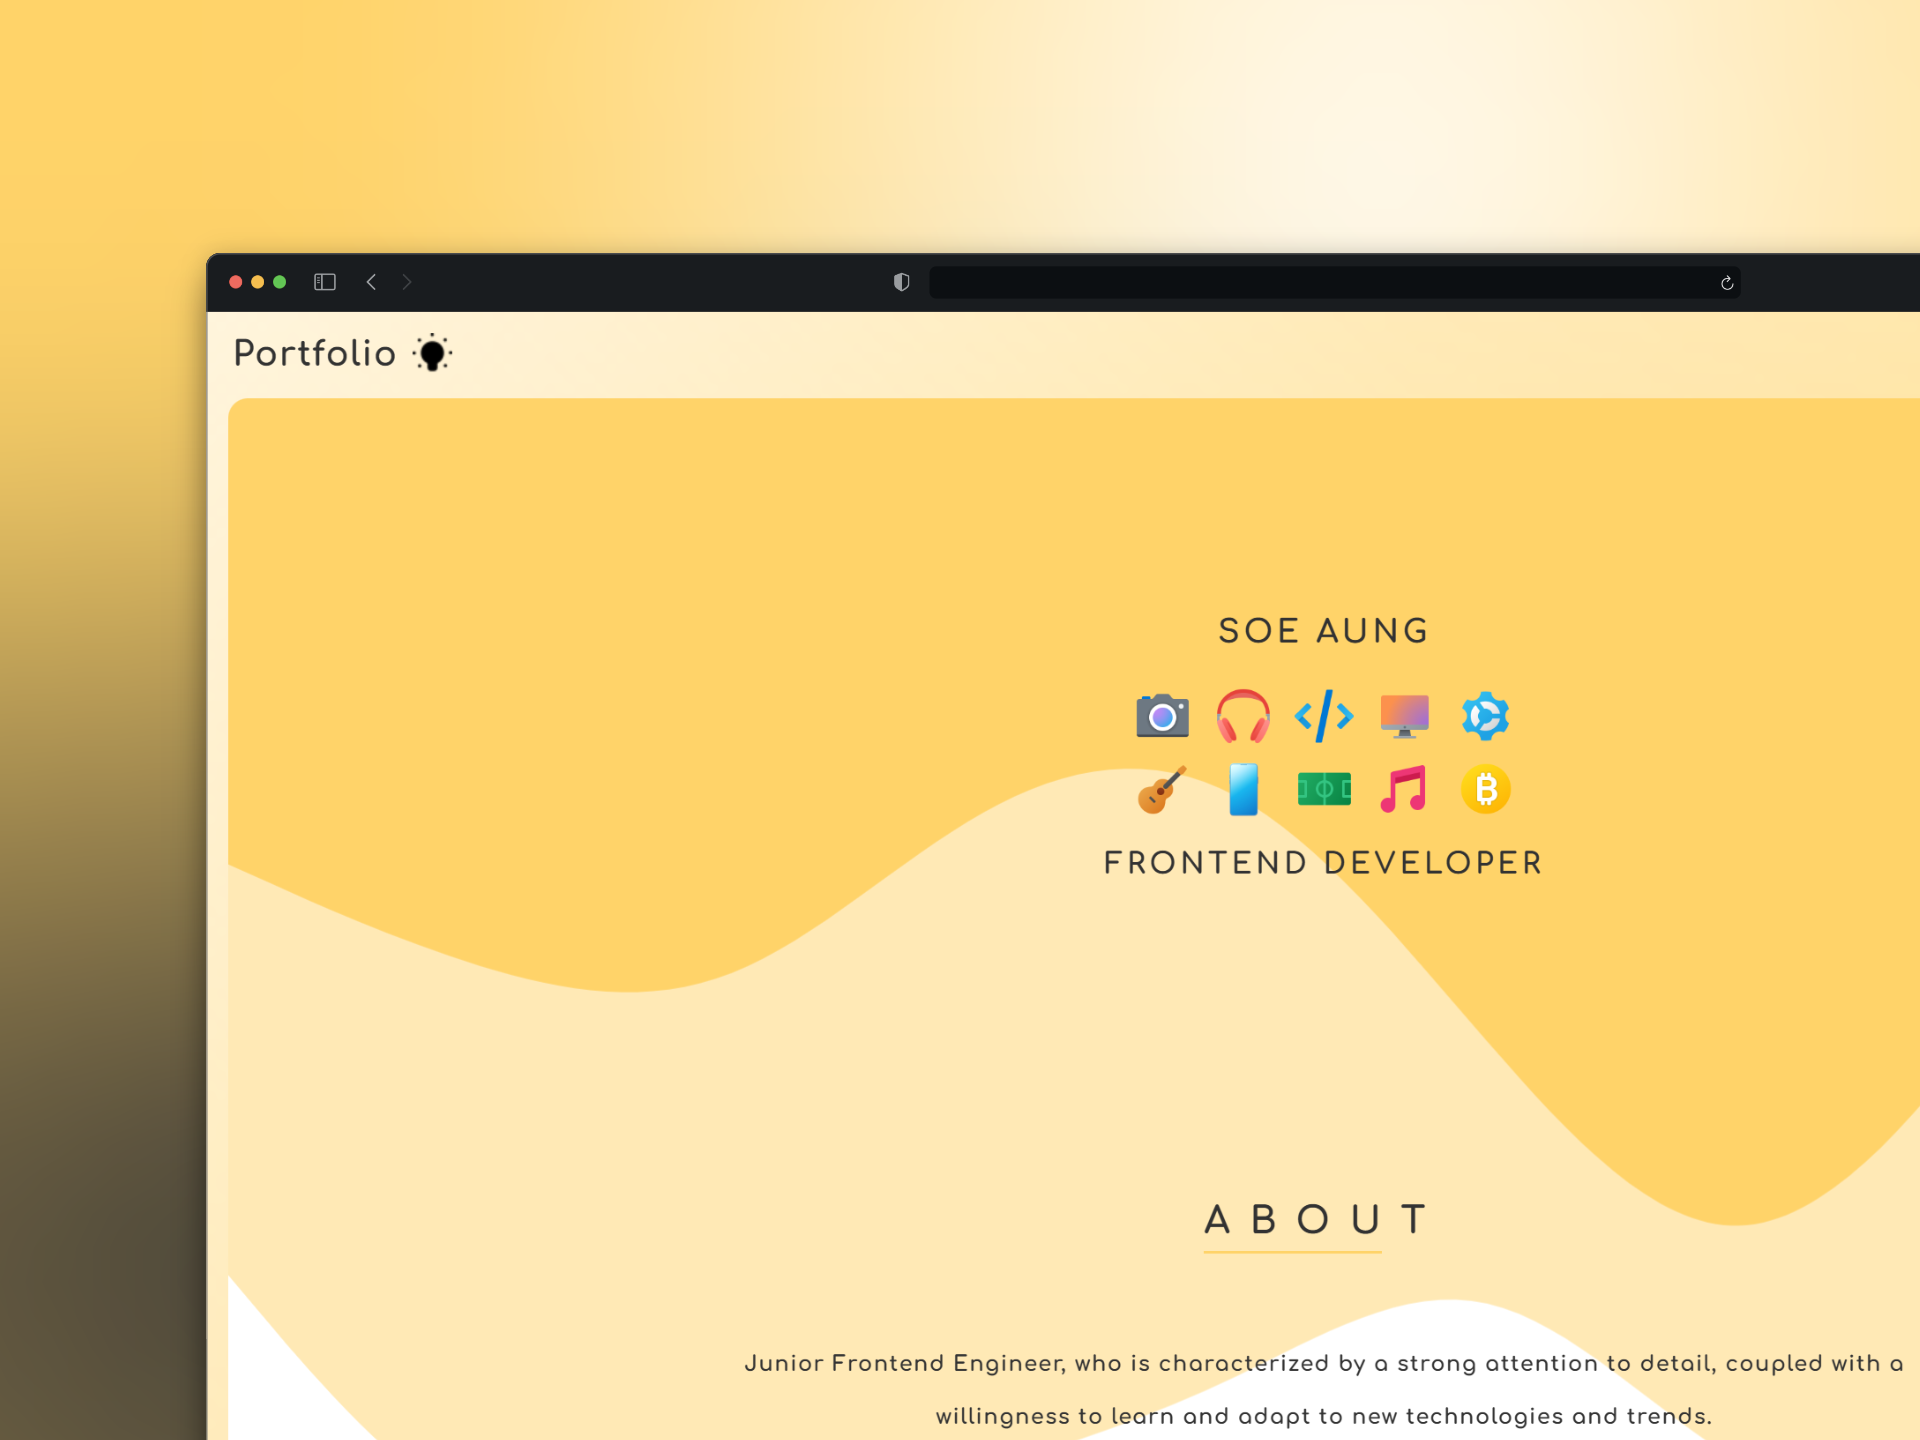 Portfolio
SOE AUNG
FRONTEND DEVELOPER
ABOUT
Junior Frontend Engineer, who is characterized by a strong attention to detail, coupled with a
willingness to learn and adapt to new technologies and trends.